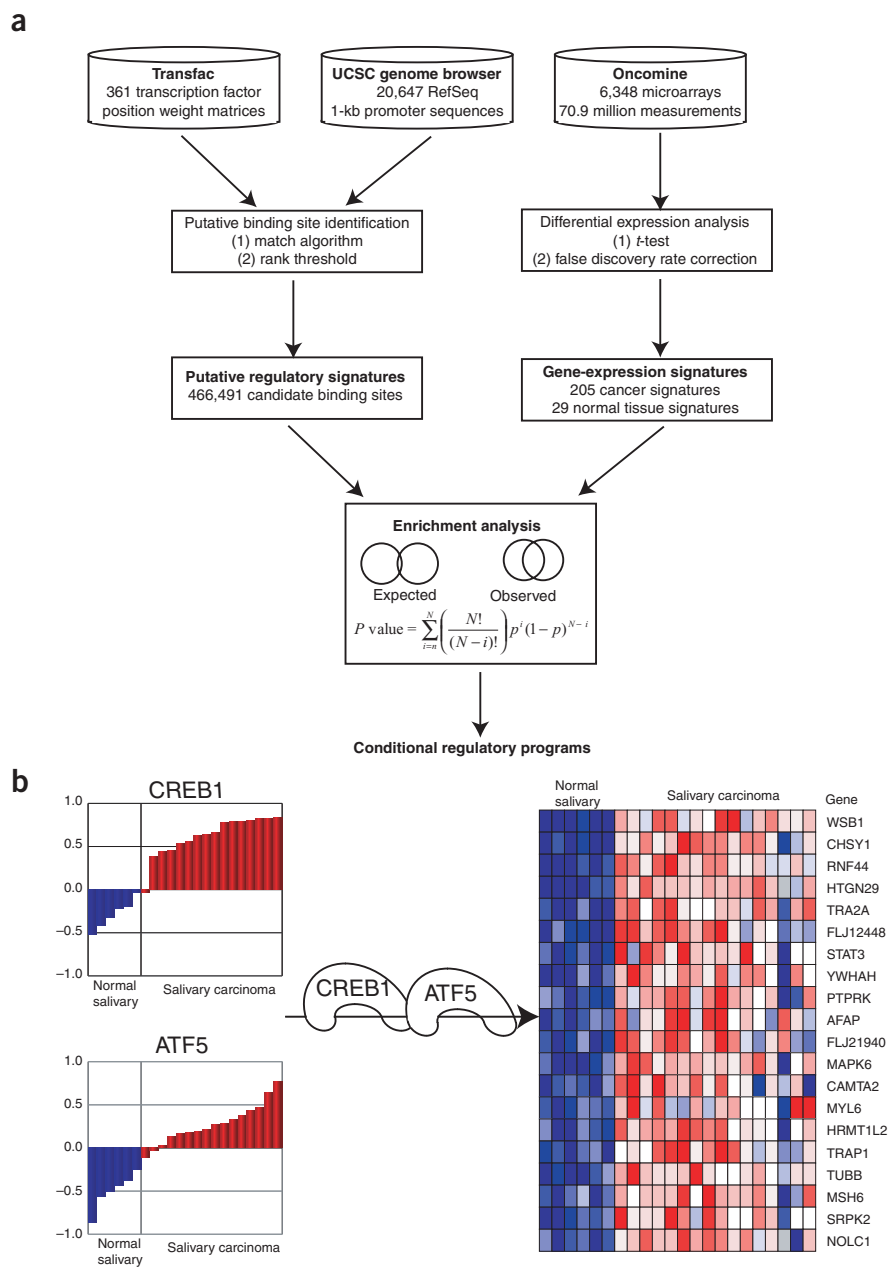 a
Transfac
361 transcription factor
position weight matrices
UCSC genome browser
20,647 RefSeq
1-kb promoter sequences
Oncomine
6,348 microarrays
70.9 million measurements
Putative binding site identification
(1) match algorithm
(2) rank threshold
Differential expression analysis
(1) t-test
(2) false discovery rate correction
Putative regulatory signatures
466,491 candidate binding sites
Gene-expression signatures
205 cancer signatures
29 normal tissue signatures
Enrichment analysis
Expected
Observed
P value = \sum_{i=n}^{N} \left( \frac{N!}{(N-i)!} \right) p^i (1-p)^{N-i}
Conditional regulatory programs
b
CREB1
1.0
0.5
0.0
−0.5
−1.0
Normal
salivary
Salivary carcinoma
ATF5
1.0
0.5
0.0
−0.5
−1.0
Normal
salivary
Salivary carcinoma
CREB1
ATF5
Normal
salivary
Salivary carcinoma
Gene
WSB1
CHSY1
RNF44
HTGN29
TRA2A
FLJ12448
STAT3
YWHAH
PTPRK
AFAP
FLJ21940
MAPK6
CAMTA2
MYL6
HRMT1L2
TRAP1
TUBB
MSH6
SRPK2
NOLC1